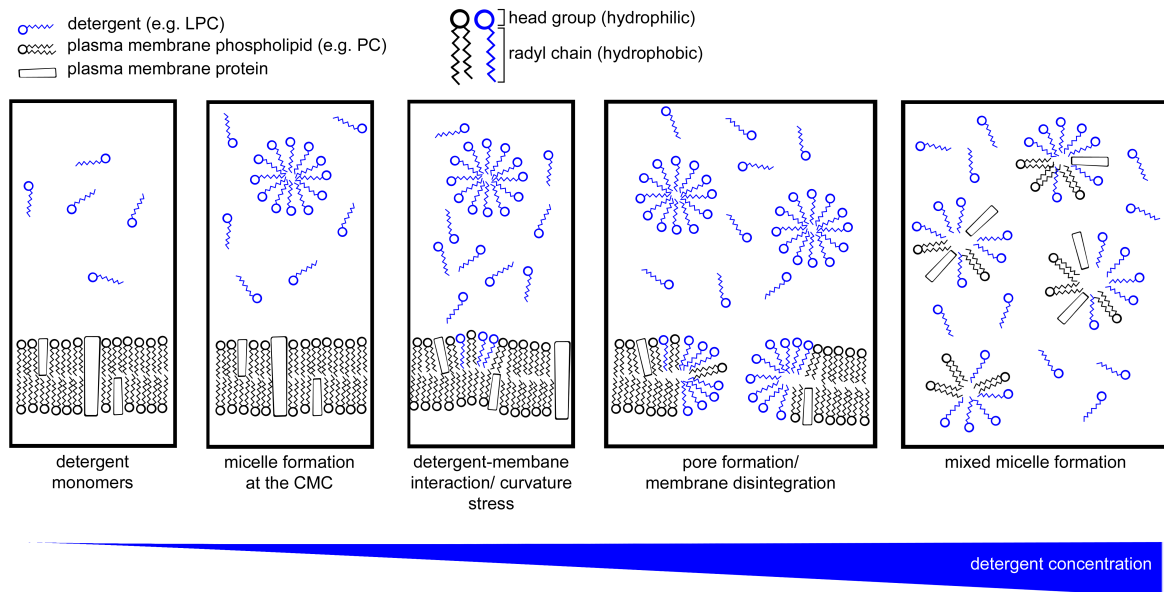 detergent (e.g. LPC)
plasma membrane phospholipid (e.g. PC)
plasma membrane protein
head group (hydrophilic)
radyl chain (hydrophobic)
detergent
monomers
micelle formation
at the CMC
detergent-membane
interaction/ curvature
stress
pore formation/
membrane disintegration
mixed micelle formation
detergent concentration